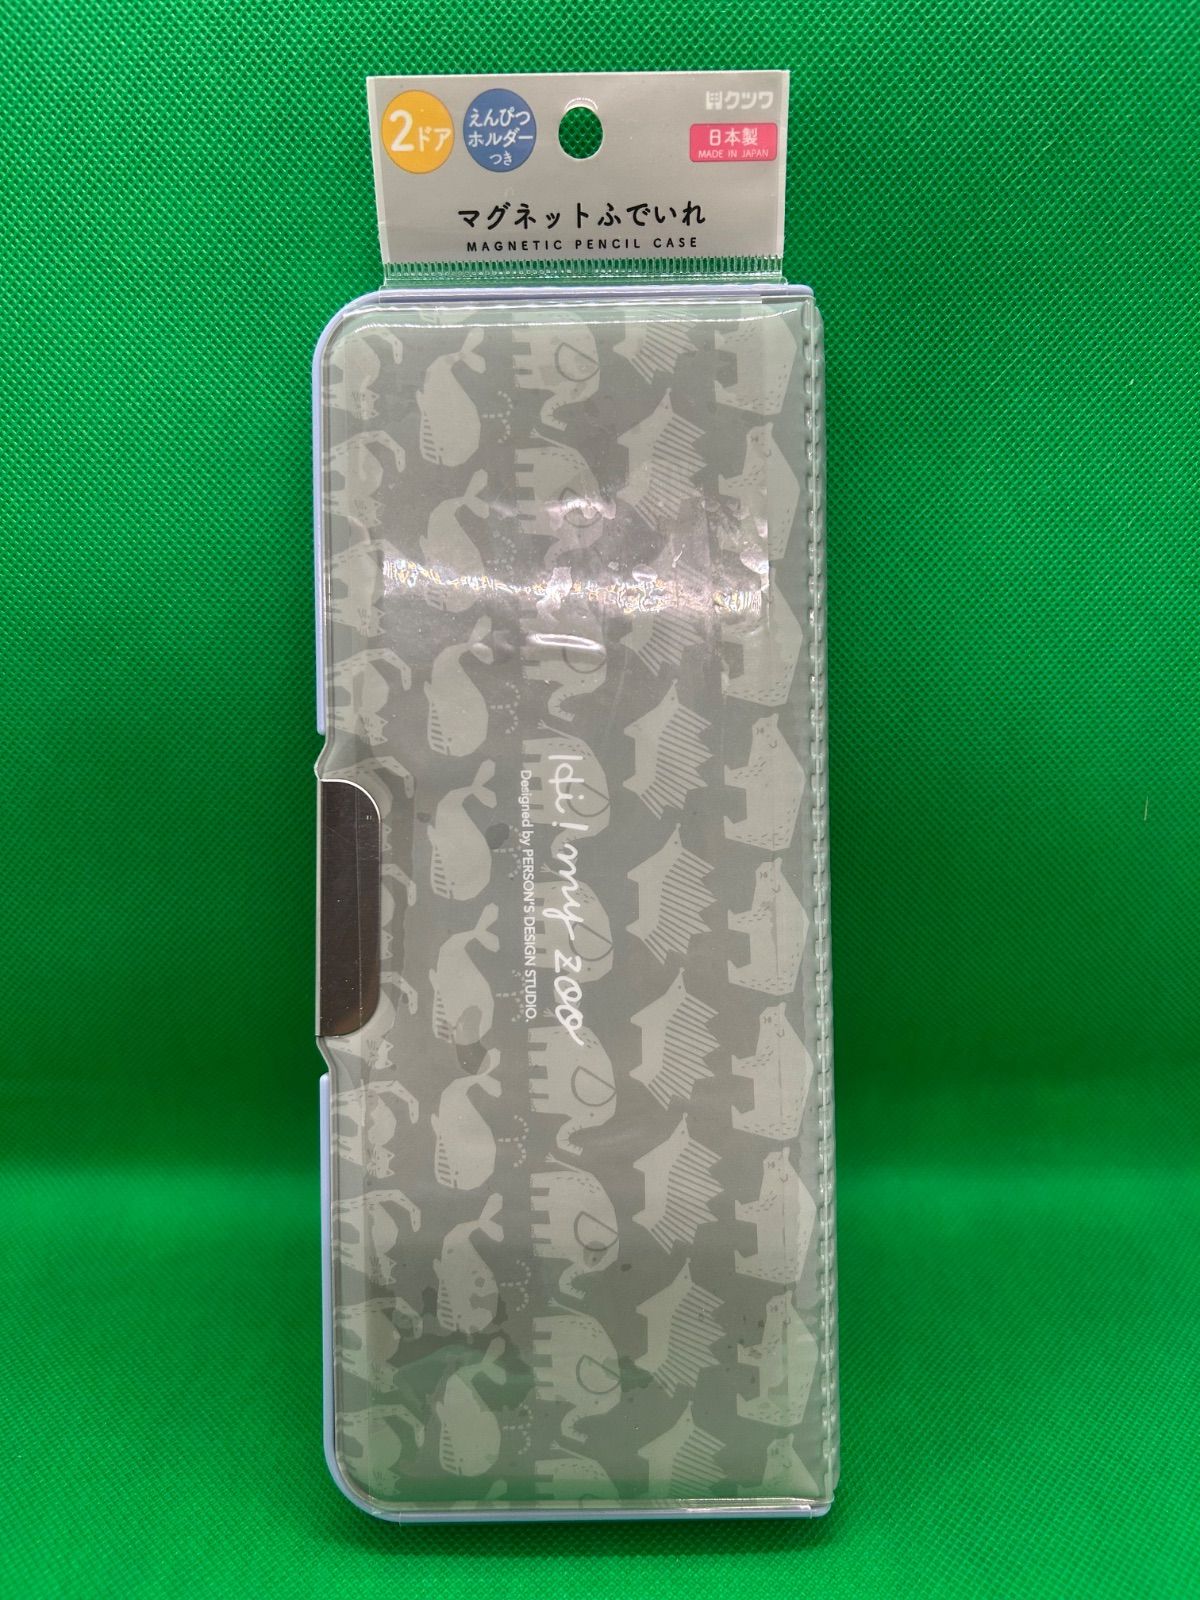 2ドア
えんぴつ
ホルダー
つき
クツワ
日本製
MADE IN JAPAN
マグネットふでいれ
MAGNETIC PENCIL CASE
Hi! my zoo
Designed by PERSON'S DESIGN STUDIO.